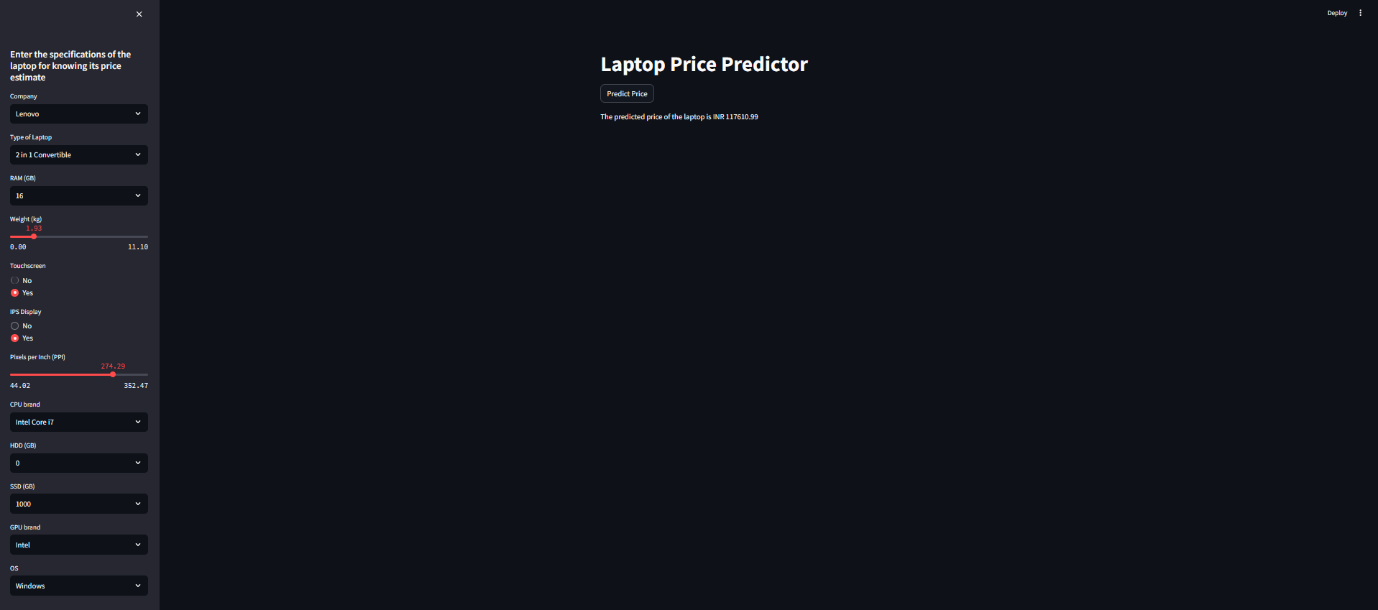 Deploy
Enter the specifications of the
laptop for knowing its price
estimate
Company
Lenovo
Type of Laptop
2 in 1 Convertible
RAM (GB)
16
Weight (kg)
1.93
0.00 11.10
Touchscreen
No
Yes
IPS Display
No
Yes
Pixels per Inch (PPI)
274.29
44.02 352.47
CPU brand
Intel Core i7
HDD (GB)
0
SSD (GB)
1000
GPU brand
Intel
OS
Windows
Laptop Price Predictor
Predict Price
The predicted price of the laptop is INR 117610.99